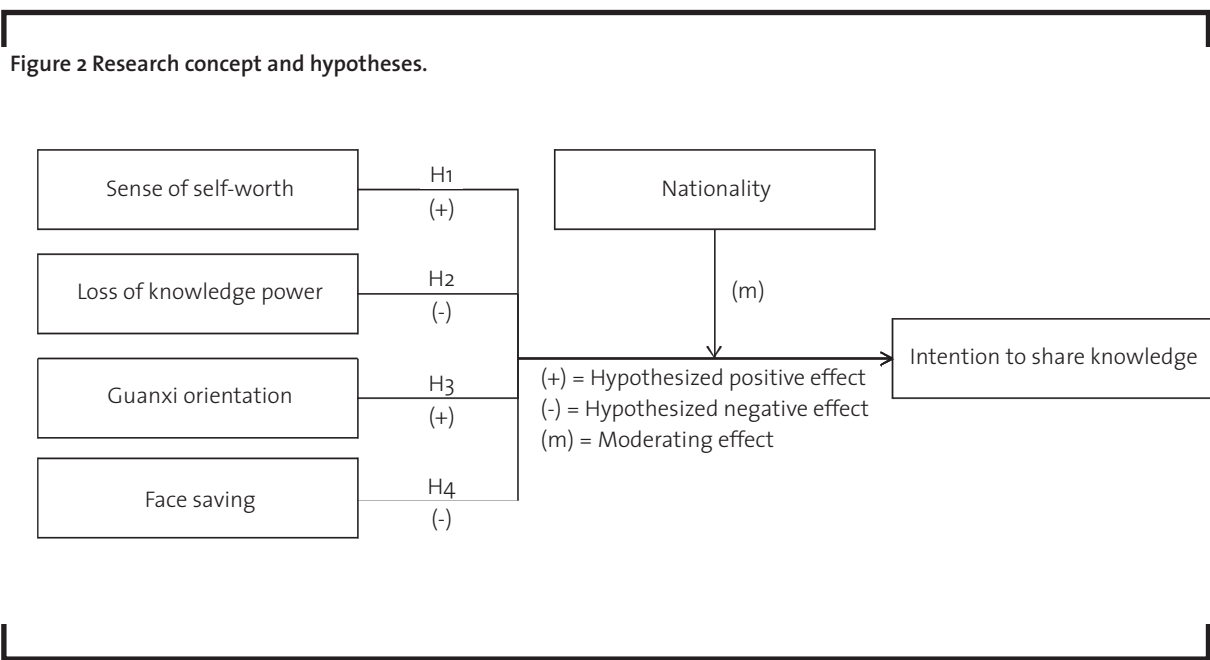 Figure 2 Research concept and hypotheses.
Sense of self-worth
H1
(+)
Nationality
Loss of knowledge power
H2
(-)
(m)
Intention to share knowledge
Guanxi orientation
H3
(+)
(+) = Hypothesized positive effect
(-) = Hypothesized negative effect
(m) = Moderating effect
Face saving
H4
(-)